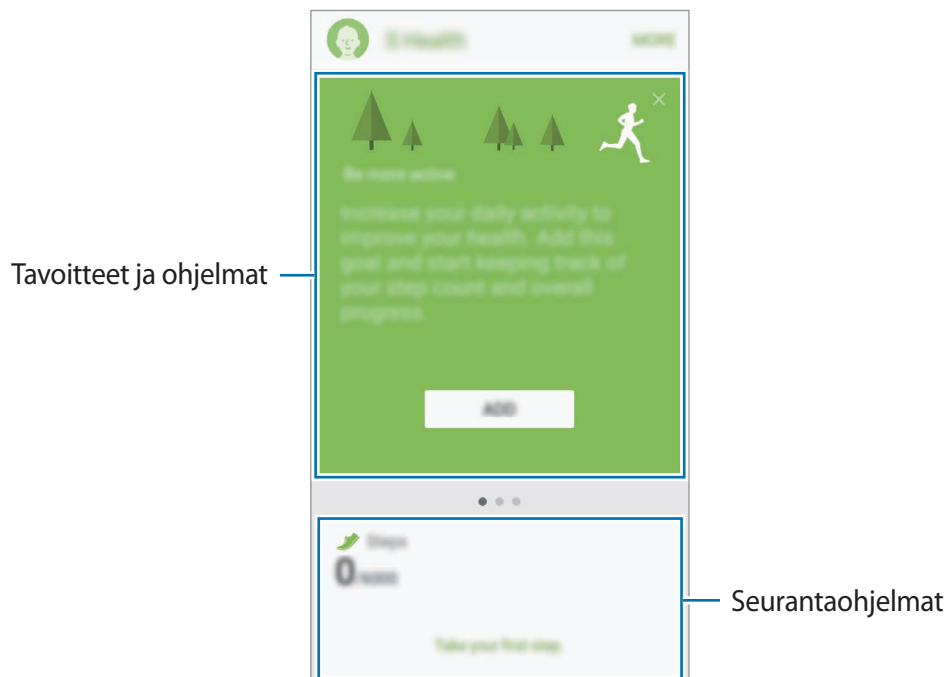 S Health
MORE
Be more active
Increase your daily activity to
improve your health. Add this
goal and start keeping track of
your step count and overall
progress.
Tavoitteet ja ohjelmat
ADD
Steps
0/6000
Seurantaohjelmat
Take your first step.